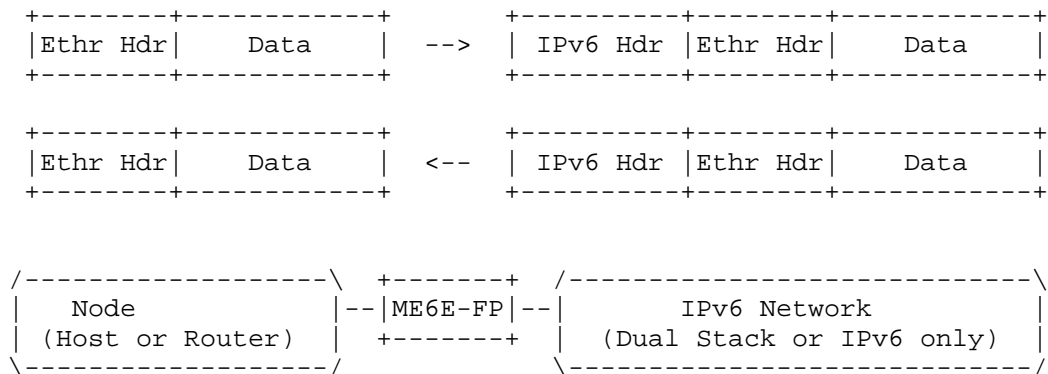 +--------+------------+       +----------+--------+------------+
|Ethr Hdr|    Data    |  -->  | IPv6 Hdr |Ethr Hdr|    Data    |
+--------+------------+       +----------+--------+------------+
+--------+------------+       +----------+--------+------------+
|Ethr Hdr|    Data    |  <--  | IPv6 Hdr |Ethr Hdr|    Data    |
+--------+------------+       +----------+--------+------------+
/-------------------\  +-------+  /-----------------------------\
|   Node            |--|ME6E-FP|--|       IPv6 Network          |
| (Host or Router)  |  +-------+  |  (Dual Stack or IPv6 only)  |
\-------------------/             \-----------------------------/